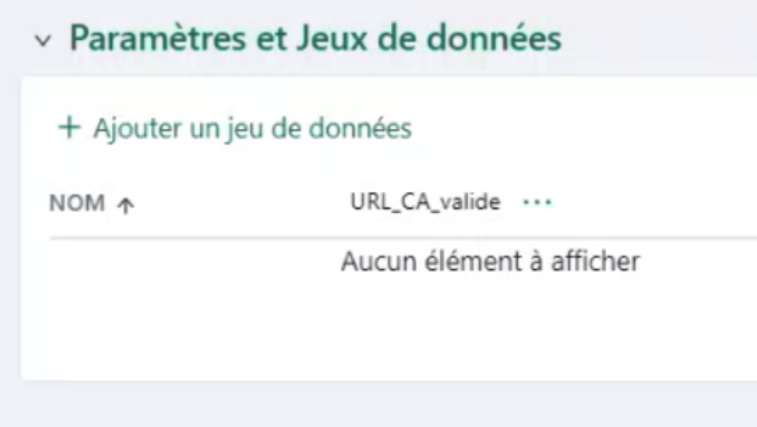 Paramètres et Jeux de données
+ Ajouter un jeu de données
NOM ↑ URL_CA_valide ...
Aucun élément à afficher